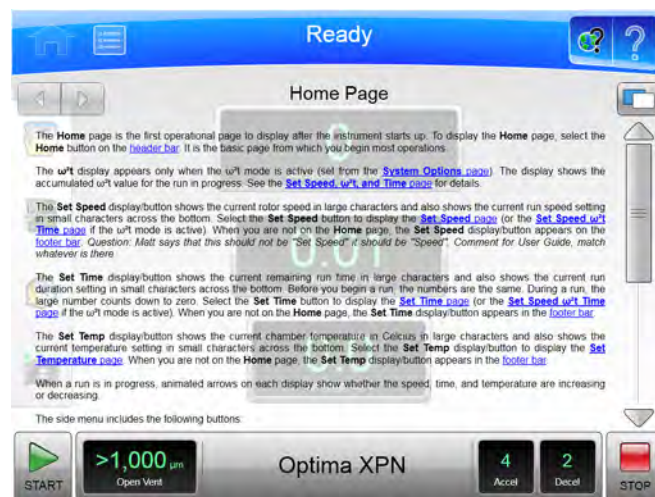 Ready
Home Page
The Home page is the first operational page to display after the instrument starts up. To display the Home page, select the
Home button on the header bar. It is the basic page from which you begin most operations.
The ω²t display appears only when the ω²t mode is active (set from the System Options page). The display shows the
accumulated ω²t value for the run in progress. See the Set Speed, ω²t, and Time page for details.
The Set Speed display/button shows the current rotor speed in large characters and also shows the current run speed setting
in small characters across the bottom. Select the Set Speed button to display the Set Speed page (or the Set Speed ω²t
Time page if the ω²t mode is active). When you are not on the Home page, the Set Speed display/button appears on the
footer bar. Question: Matt says that this should not be "Set Speed" it should be "Speed". Comment for User Guide, match
whatever is there.
0.01
The Set Time display/button shows the current remaining run time in large characters and also shows the current run
duration setting in small characters across the bottom. Before you begin a run, the numbers are the same. During a run, the
large number counts down to zero. Select the Set Time button to display the Set Time page (or the Set Speed ω²t Time
page if the ω²t mode is active). When you are not on the Home page, the Set Time display/button appears in the footer bar.
The Set Temp display/button shows the current chamber temperature in Celcius in large characters and also shows the
current temperature setting in small characters across the bottom. Select the Set Temp display/button to display the Set
Temperature page. When you are not on the Home page, the Set Temp display/button appears in the footer bar.
When a run is in progress, animated arrows on each display show whether the speed, time, and temperature are increasing
or decreasing.
The side menu includes the following buttons:
START
>1,000 µm
Open Vent
Optima XPN
4
Accel
2
Decel
STOP